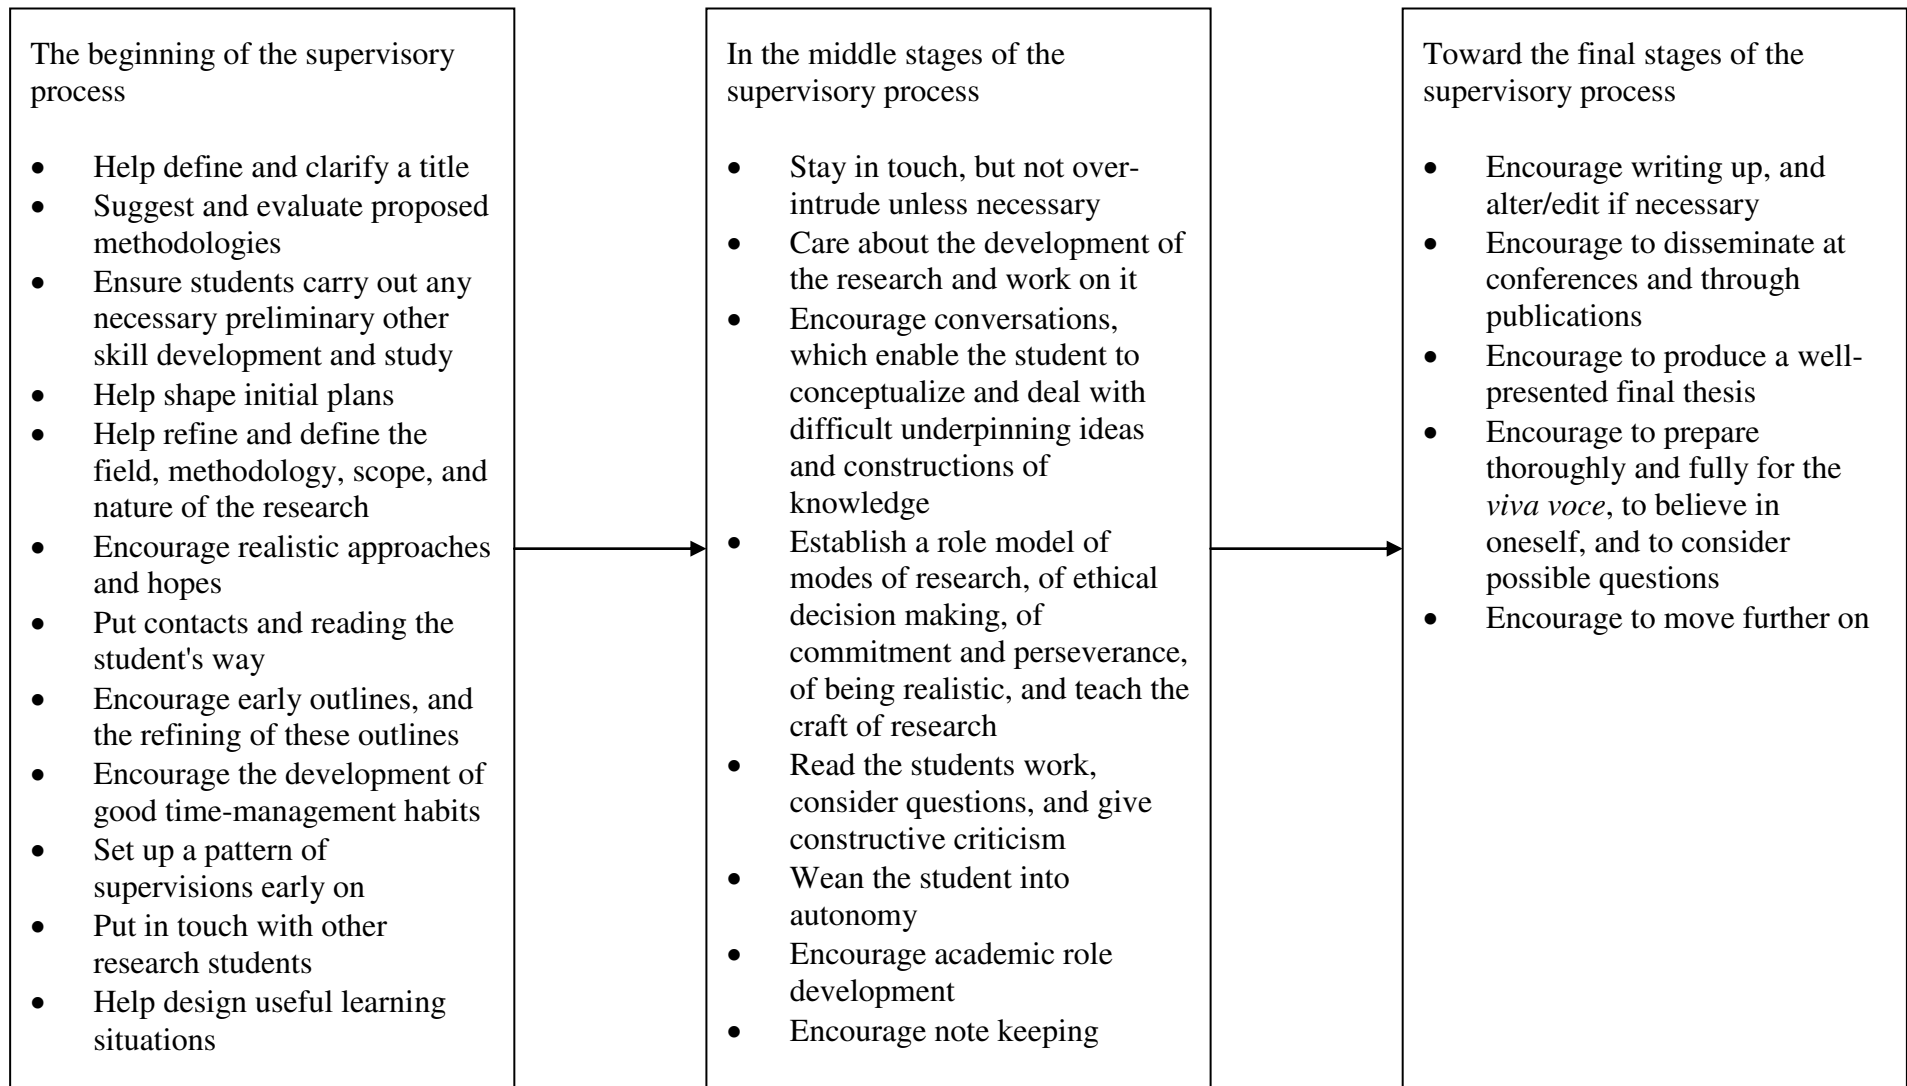 The beginning of the supervisory
process
• Help define and clarify a title
• Suggest and evaluate proposed
methodologies
• Ensure students carry out any
necessary preliminary other
skill development and study
• Help shape initial plans
• Help refine and define the
field, methodology, scope, and
nature of the research
• Encourage realistic approaches
and hopes
• Put contacts and reading the
student's way
• Encourage early outlines, and
the refining of these outlines
• Encourage the development of
good time-management habits
• Set up a pattern of
supervisions early on
• Put in touch with other
research students
• Help design useful learning
situations
In the middle stages of the
supervisory process
• Stay in touch, but not over-
intrude unless necessary
• Care about the development of
the research and work on it
• Encourage conversations,
which enable the student to
conceptualize and deal with
difficult underpinning ideas
and constructions of
knowledge
• Establish a role model of
modes of research, of ethical
decision making, of
commitment and perseverance,
of being realistic, and teach the
craft of research
• Read the students work,
consider questions, and give
constructive criticism
• Wean the student into
autonomy
• Encourage academic role
development
• Encourage note keeping
Toward the final stages of the
supervisory process
• Encourage writing up, and
alter/edit if necessary
• Encourage to disseminate at
conferences and through
publications
• Encourage to produce a well-
presented final thesis
• Encourage to prepare
thoroughly and fully for the
viva voce, to believe in
oneself, and to consider
possible questions
• Encourage to move further on